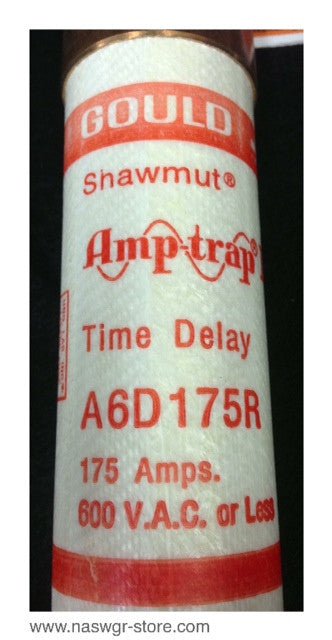 GOULD
Shawmut®
Amp-trap®
Time Delay
A6D175R
175 Amps.
600 V.A.C. or Less
www.naswgr-store.com